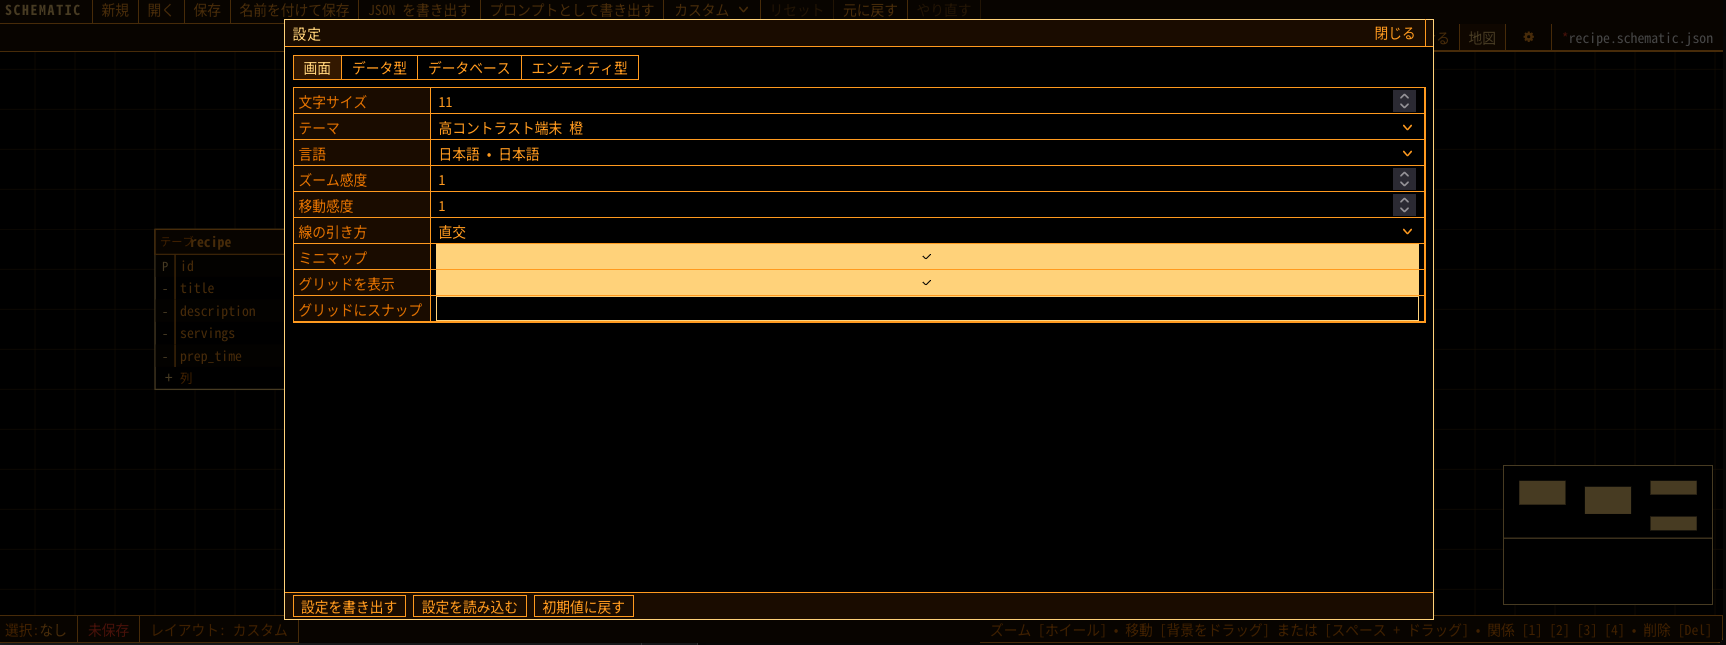 SCHEMATIC 新規 開く 保存 名前を付けて保存 JSON を書き出す プロンプトとして書き出す カスタム リセット 元に戻す やり直す
設定 閉じる
る 地図 *recipe.schematic.json
画面 データ型 データベース エンティティ型
文字サイズ 11
テーマ 高コントラスト端末 橙
言語 日本語 • 日本語
ズーム感度 1
移動感度 1
線の引き方 直交
ミニマップ
グリッドを表示
グリッドにスナップ
テーブ recipe
P id
- title
- description
- servings
- prep_time
+ 列
設定を書き出す 設定を読み込む 初期値に戻す
選択:なし 未保存 レイアウト: カスタム
ズーム [ホイール] • 移動 [背景をドラッグ] または [スペース + ドラッグ] • 関係 [1] [2] [3] [4] • 削除 [Del]